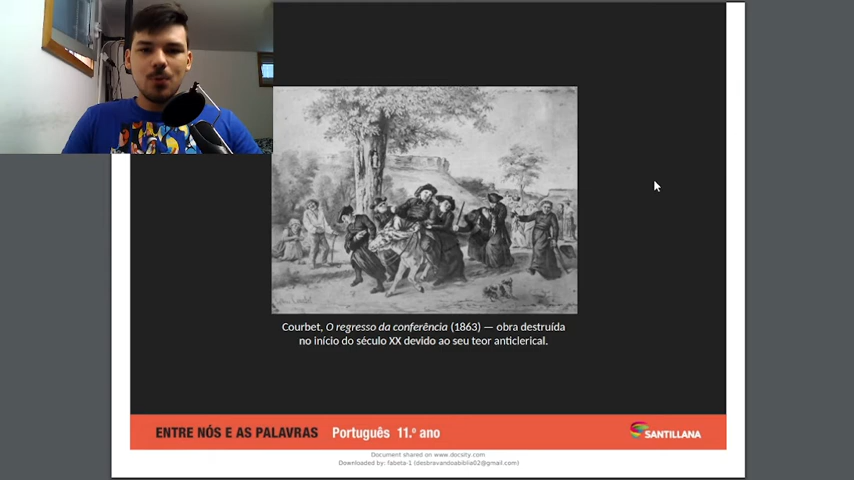 Courbet, O regresso da conferência (1863) — obra destruída
no início do século XX devido ao seu teor anticlerical.
ENTRE NÓS E AS PALAVRAS Português 11.º ano
SANTILLANA
Document shared on www.docsity.com
Downloaded by: fabeta-1 (desbravandoabiblia02@gmail.com)